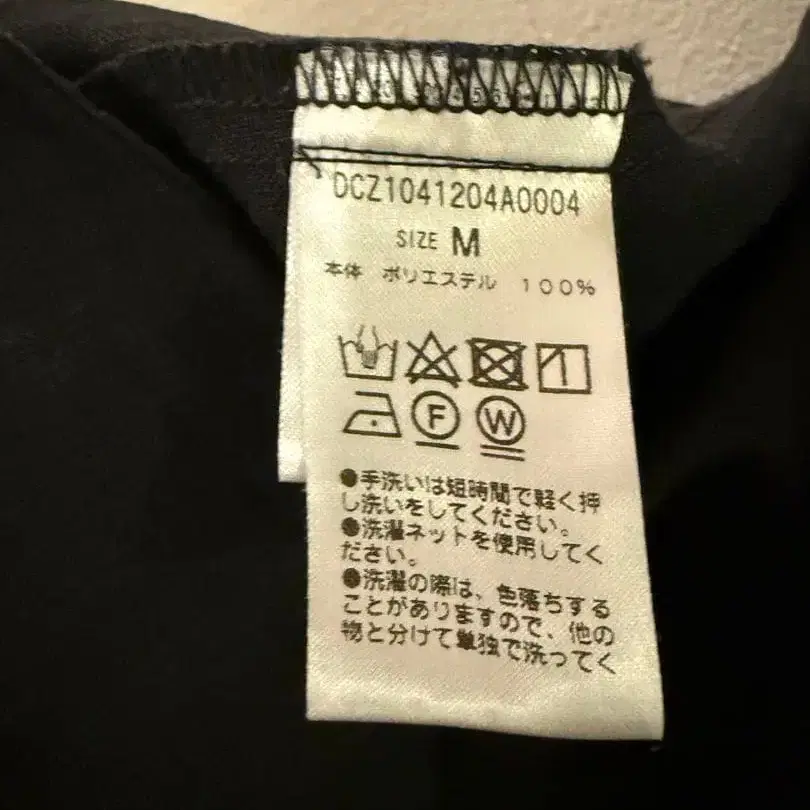 DCZ1041204A0004
SIZE M
本体 ポリエステル 100%
F W
●手洗いは短時間で軽く押
し洗いをしてください。
●洗濯ネットを使用してく
ださい。
●洗濯の際は、色落ちする
ことがありますので、他の
物と分けて単独で洗ってく